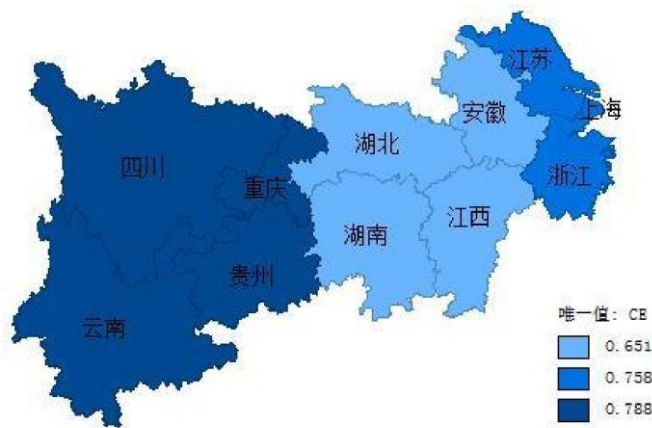 江苏
安徽
上海
湖北
四川
重庆
浙江
江西
湖南
贵州
云南
唯一值: CE
0.651
0.758
0.788